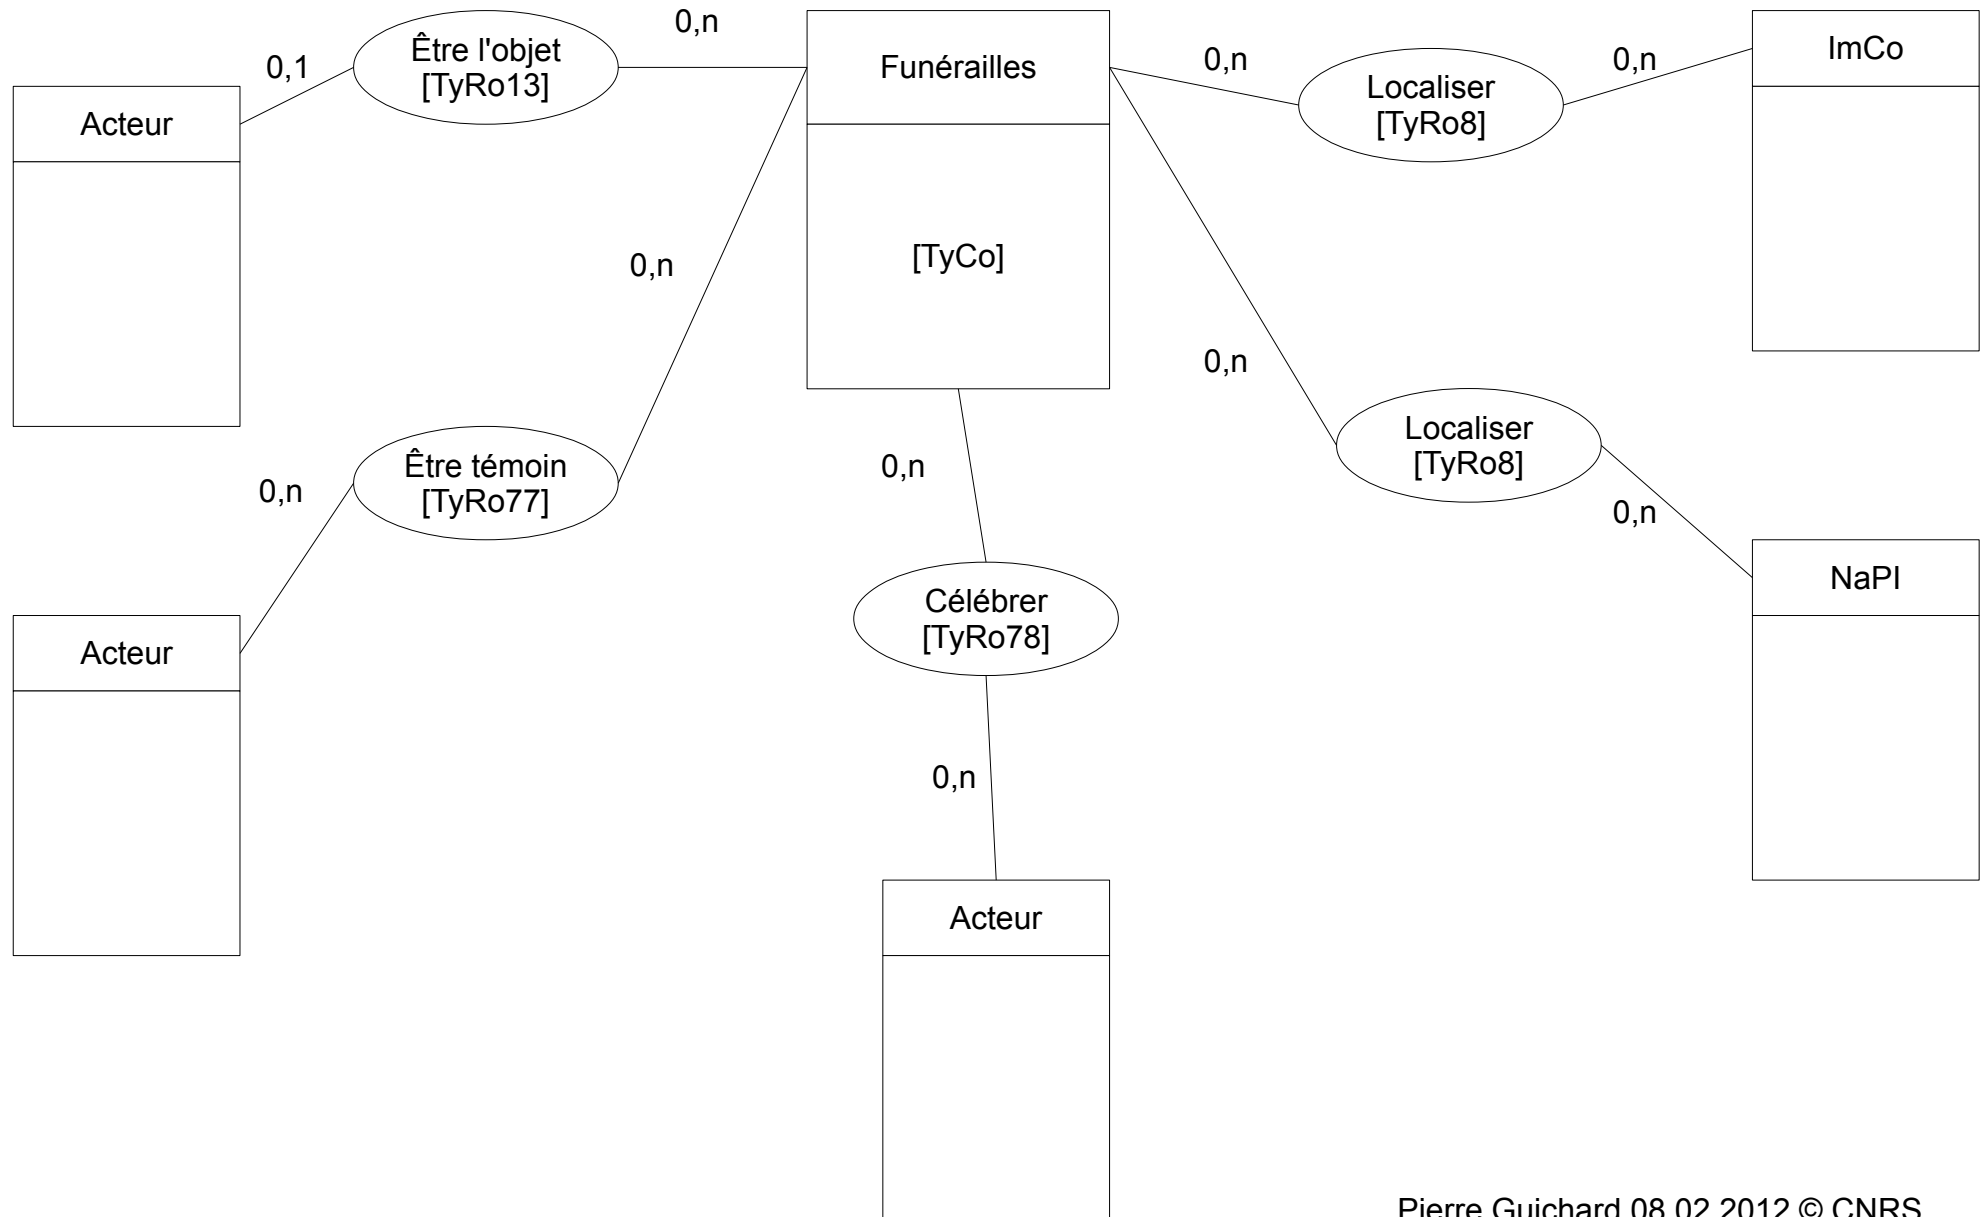 0,n
Être l'objet
[TyRo13]
0,1
Acteur
Funérailles
[TyCo]
0,n
Localiser
[TyRo8]
0,n
ImCo
0,n
0,n
Localiser
[TyRo8]
0,n
NaPl
Être témoin
[TyRo77]
0,n
Acteur
0,n
Célébrer
[TyRo78]
0,n
Acteur
Pierre Guichard 08 02 2012 © CNRS